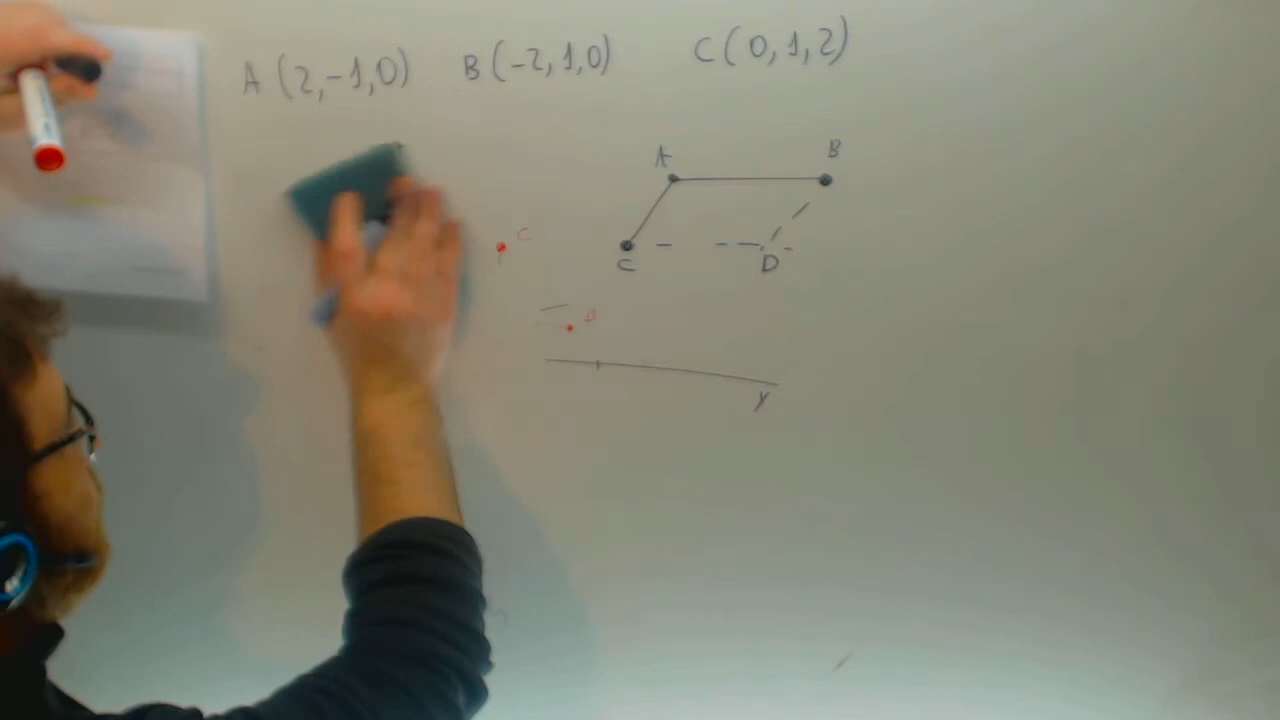 A (2,-1,0) B (-2,1,0) C (0,1,2)
A B
C
C D
B
y